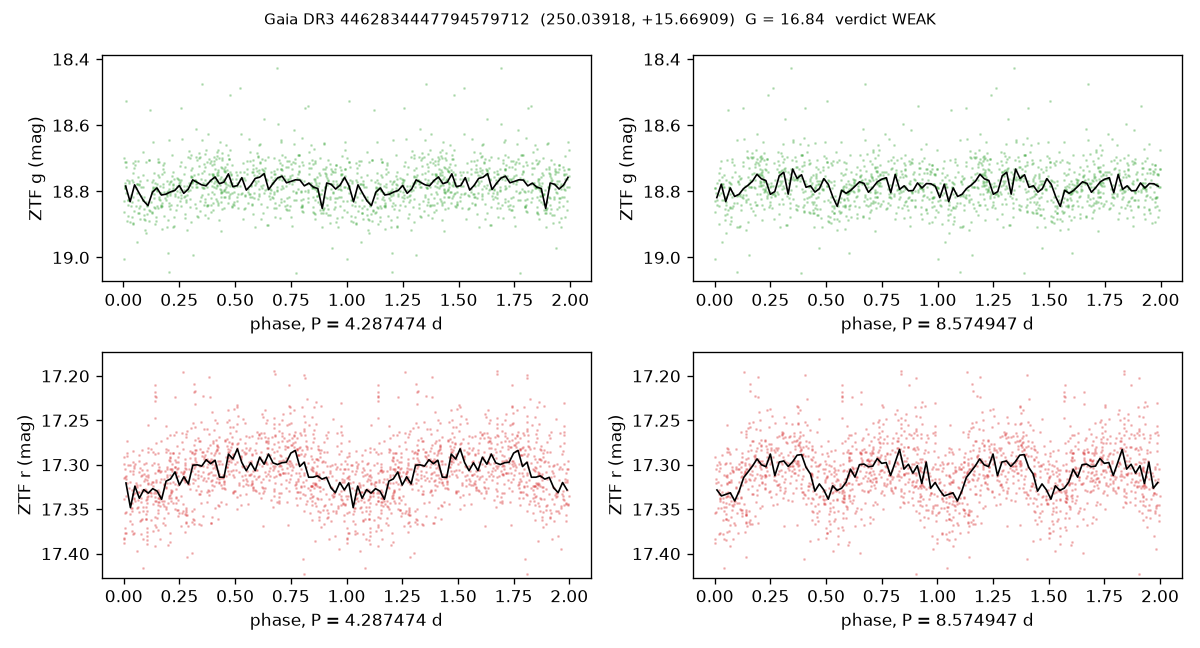 Gaia DR3 4462834447794579712 (250.03918, +15.66909) G = 16.84 verdict WEAK
ZTF g (mag)
18.4
18.6
18.8
19.0
0.00 0.25 0.50 0.75 1.00 1.25 1.50 1.75 2.00
phase, P = 4.287474 d
ZTF g (mag)
18.4
18.6
18.8
19.0
0.00 0.25 0.50 0.75 1.00 1.25 1.50 1.75 2.00
phase, P = 8.574947 d
ZTF r (mag)
17.20
17.25
17.30
17.35
17.40
0.00 0.25 0.50 0.75 1.00 1.25 1.50 1.75 2.00
phase, P = 4.287474 d
ZTF r (mag)
17.20
17.25
17.30
17.35
17.40
0.00 0.25 0.50 0.75 1.00 1.25 1.50 1.75 2.00
phase, P = 8.574947 d